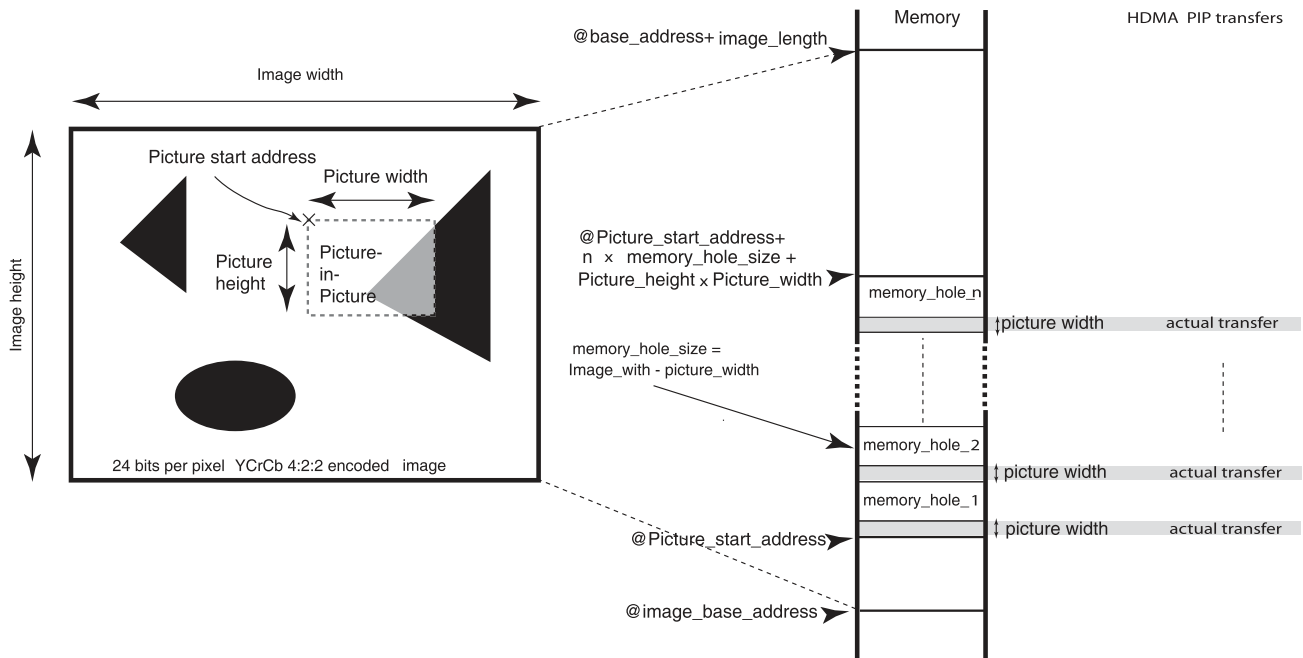 Memory
HDMA PIP transfers
@base_address+ image_length
Image width
Picture start address
Picture width
Image height
Picture
height
Picture-
in-
Picture
@Picture_start_address+
n x memory_hole_size +
Picture_height x Picture_width
memory_hole_n
picture width
actual transfer
memory_hole_size =
Image_with - picture_width
memory_hole_2
picture width
actual transfer
memory_hole_1
picture width
actual transfer
24 bits per pixel YCrCb 4:2:2 encoded image
@Picture_start_address
@image_base_address